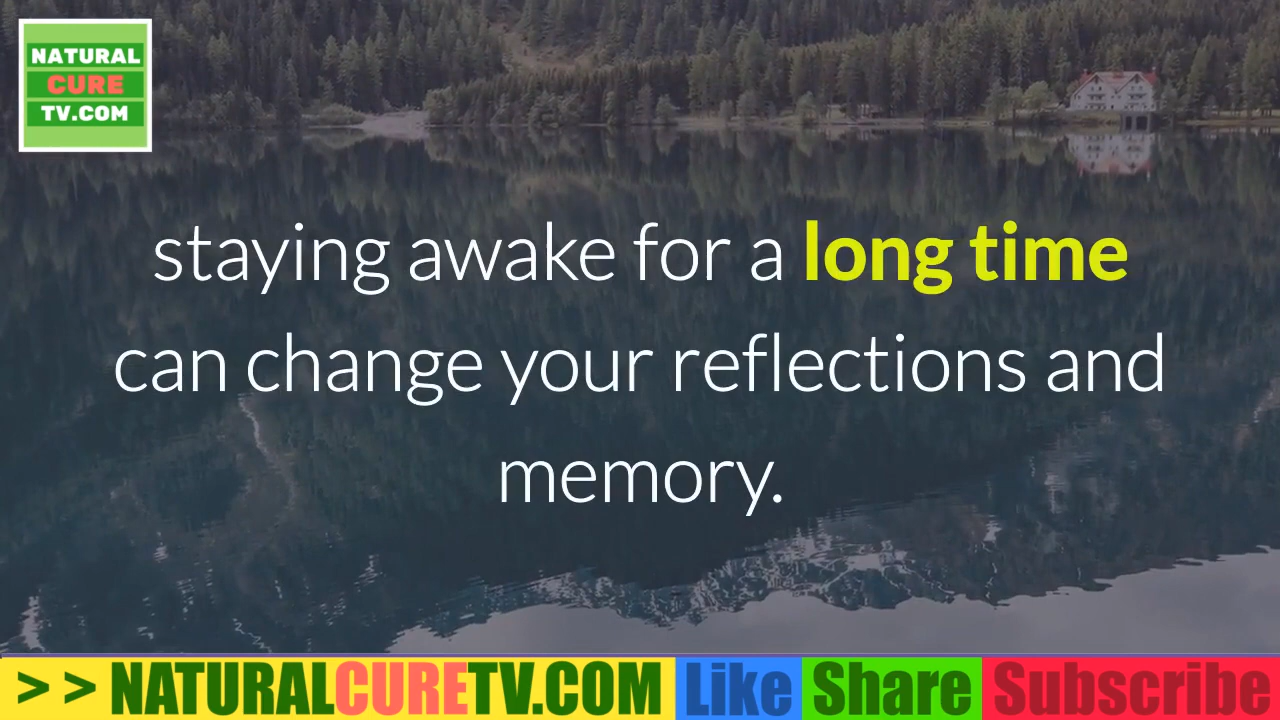 NATURAL
CURE
TV.COM
staying awake for a long time
can change your reflections and
memory.
> > NATURALCURETV.COM Like Share Subscribe